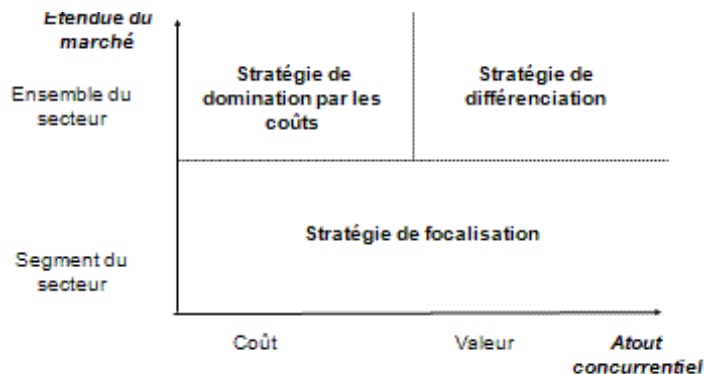 Étendue du
marché
Ensemble du
secteur
Stratégie de
domination par les
coûts
Stratégie de
différenciation
Stratégie de focalisation
Segment du
secteur
Coût
Valeur
Atout
concurrentiel